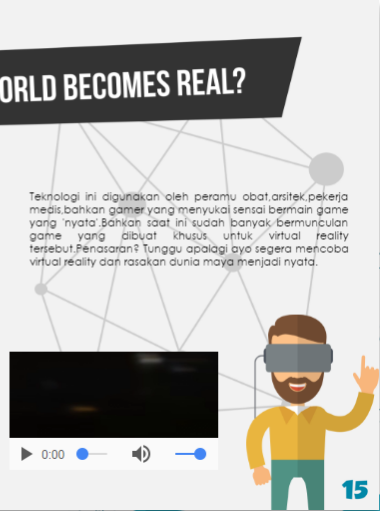 ORLD BECOMES REAL?
Teknologi ini digunakan oleh peramu obat,arsitek,pekerja
medis,bahkan gamer yang menyukai sensai bermain game
yang 'nyata'.Bahkan saat ini sudah banyak bermunculan
game yang dibuat khusus untuk virtual reality
tersebut.Penasaran? Tunggu apalagi ayo segera mencoba
virtual reality dan rasakan dunia maya menjadi nyata.
0:00
15